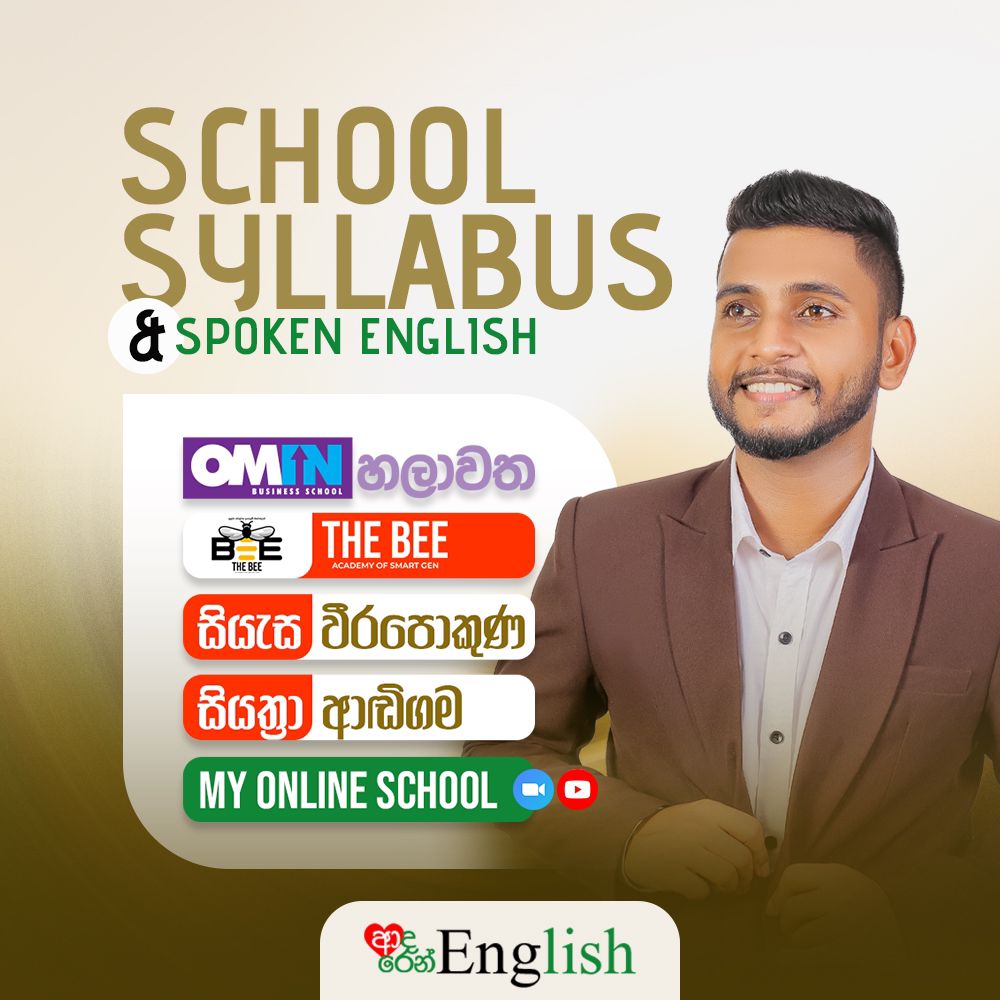 SCHOOL
SYLLABUS
& SPOKEN ENGLISH
OMIN
BUSINESS SCHOOL
හලාවත
BEE
THE BEE
THE BEE
ACADEMY OF SMART GEN
සියැස වීරපොකුණ
සියත්‍රා ආඬිගම
MY ONLINE SCHOOL
ආදරෙන් English